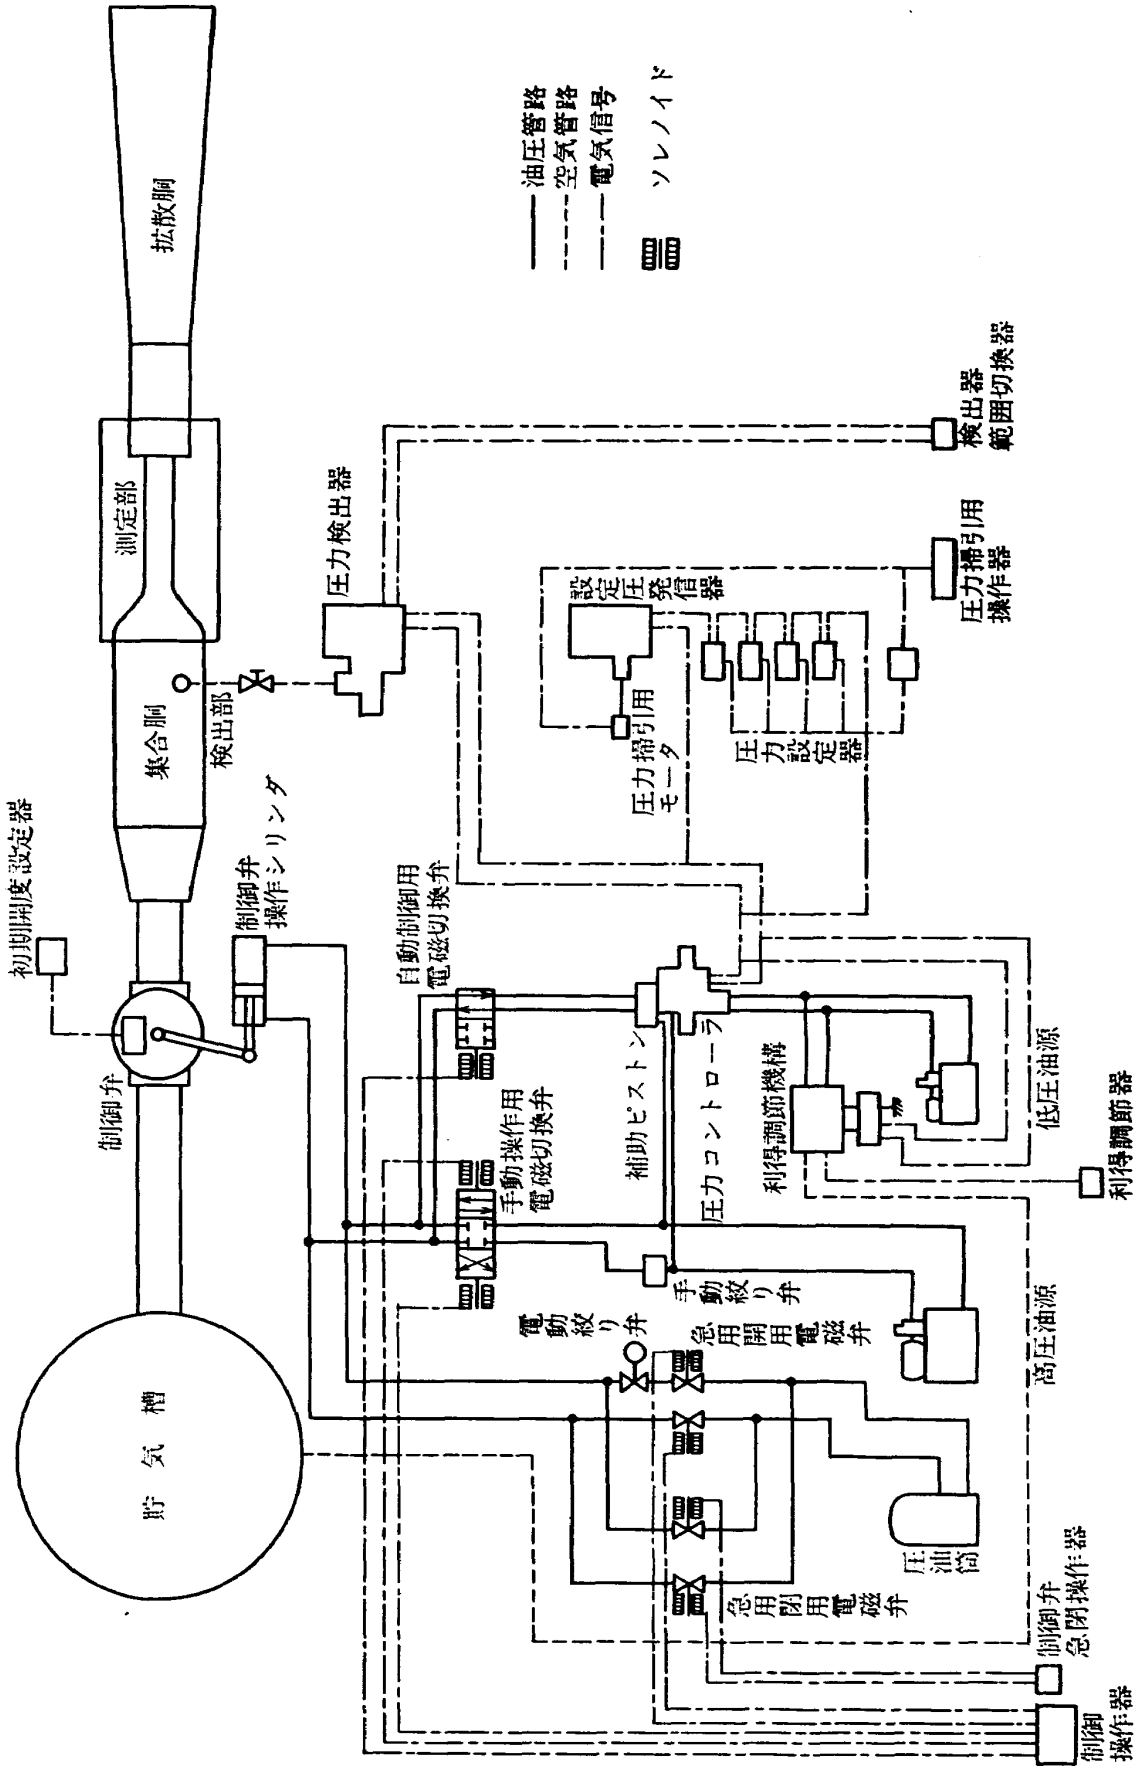 貯気槽
制御弁
初期開度設定器
制御弁
操作シリンダ
集合胴
検出部
測定部
拡散胴
圧力検出器
油圧管路
空気管路
電気信号
ソレノイド
自動制御用
電磁切換弁
手動操作用
電磁切換弁
電動絞り弁
急用開用電磁弁
急用閉用電磁弁
手動絞り弁
補助ピストン
圧力コントローラ
利得調節機構
設定圧発信器
圧力掃引用
モータ
圧力設定器
圧油筒
高圧油源
低圧油源
制御
操作器
制御弁
急閉操作器
利得調節器
圧力掃引用
操作器
検出器
範囲切換器